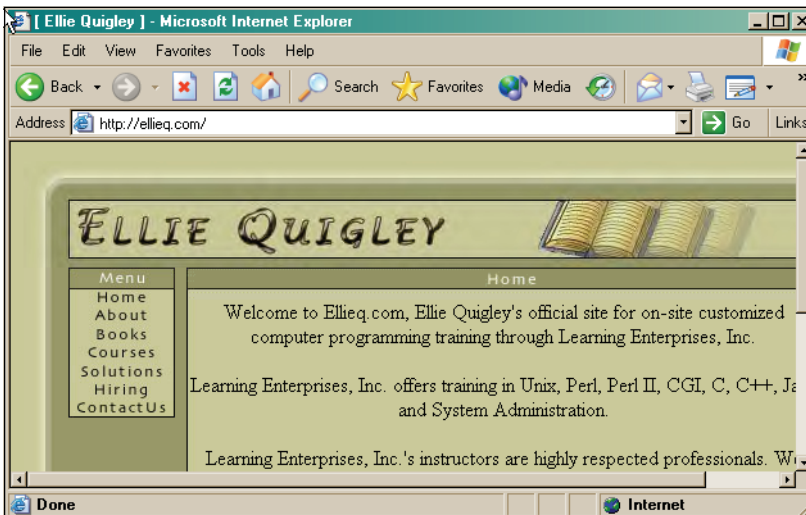 [ Ellie Quigley ] - Microsoft Internet Explorer
File Edit View Favorites Tools Help
Back Search Favorites Media »
Address http://ellieq.com/ Go Links
ELLIE QUIGLEY
Menu
Home
About
Books
Courses
Solutions
Hiring
ContactUs
Home
Welcome to Ellieq.com, Ellie Quigley's official site for on-site customized
computer programming training through Learning Enterprises, Inc.
Learning Enterprises, Inc. offers training in Unix, Perl, Perl II, CGI, C, C++,
and System Administration.
Learning Enterprises, Inc.'s instructors are highly respected professionals.
Done Internet